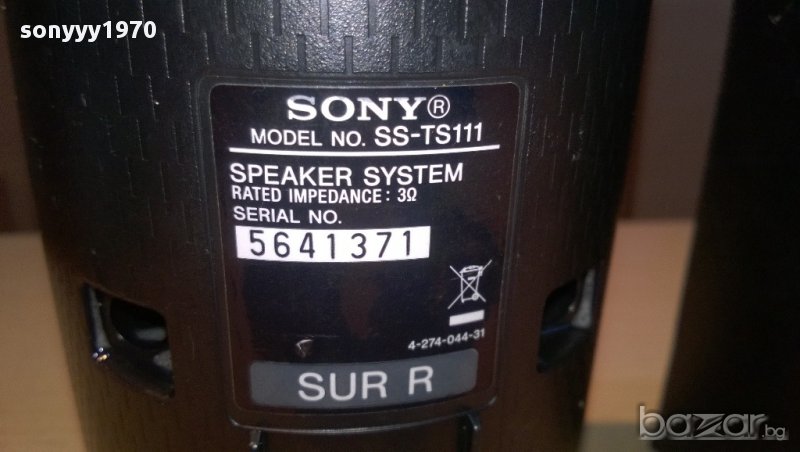 sonyyy1970
SONY®
MODEL NO. SS-TS111
SPEAKER SYSTEM
RATED IMPEDANCE: 3Ω
SERIAL NO.
5641371
4-274-044-31
SUR R
bazar.bg